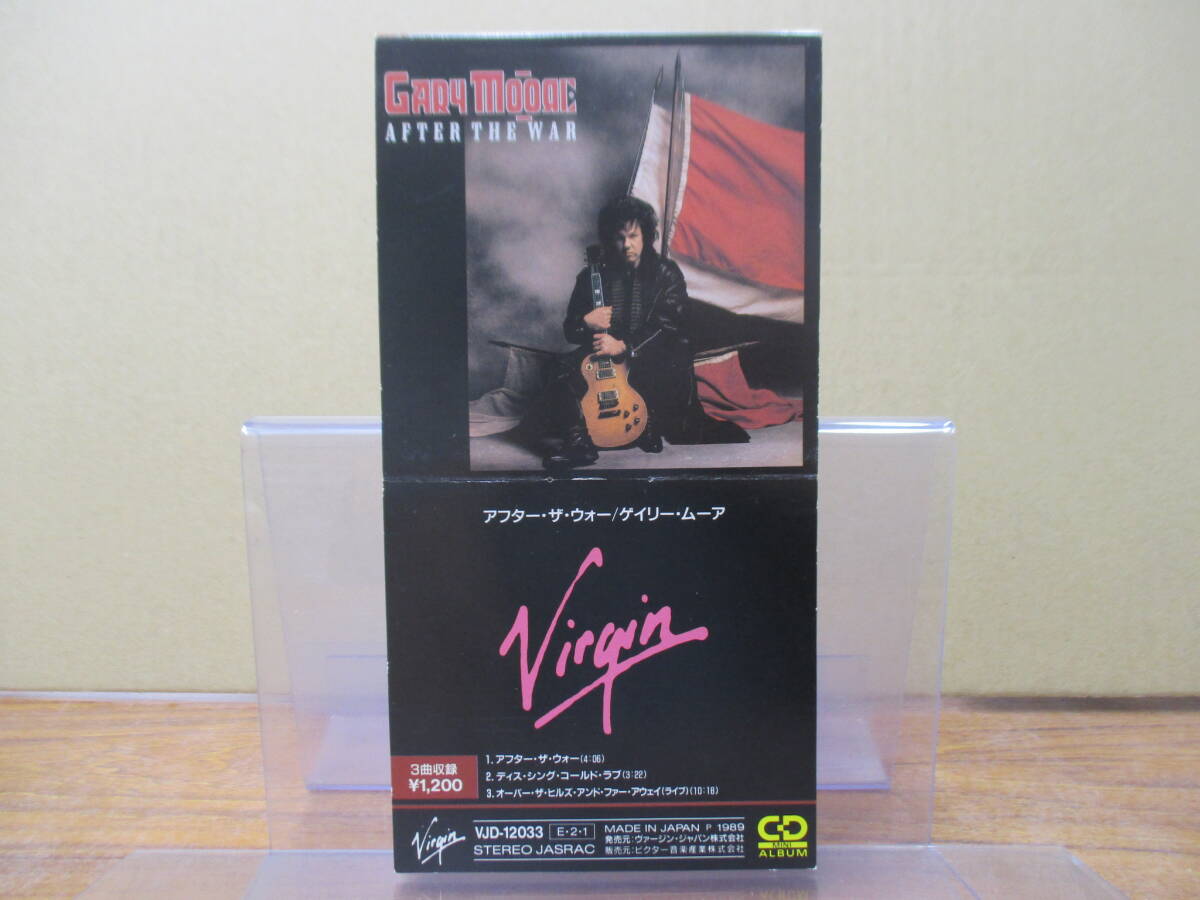 GARY MOORE
AFTER THE WAR
アフター・ザ・ウォー/ゲイリー・ムーア
Virgin
3曲収録
¥1,200
1. アフター・ザ・ウォー(4:06)
2. ディス・シング・コールド・ラブ(3:22)
3. オーバー・ザ・ヒルズ・アンド・ファー・アウェイ(ライブ)(10:18)
Virgin
VJD-12033 E・2・1
STEREO JASRAC
MADE IN JAPAN P 1989
発売元:ヴァージン・ジャパン株式会社
販売元:ビクター音楽産業株式会社
CD
MINI
ALBUM